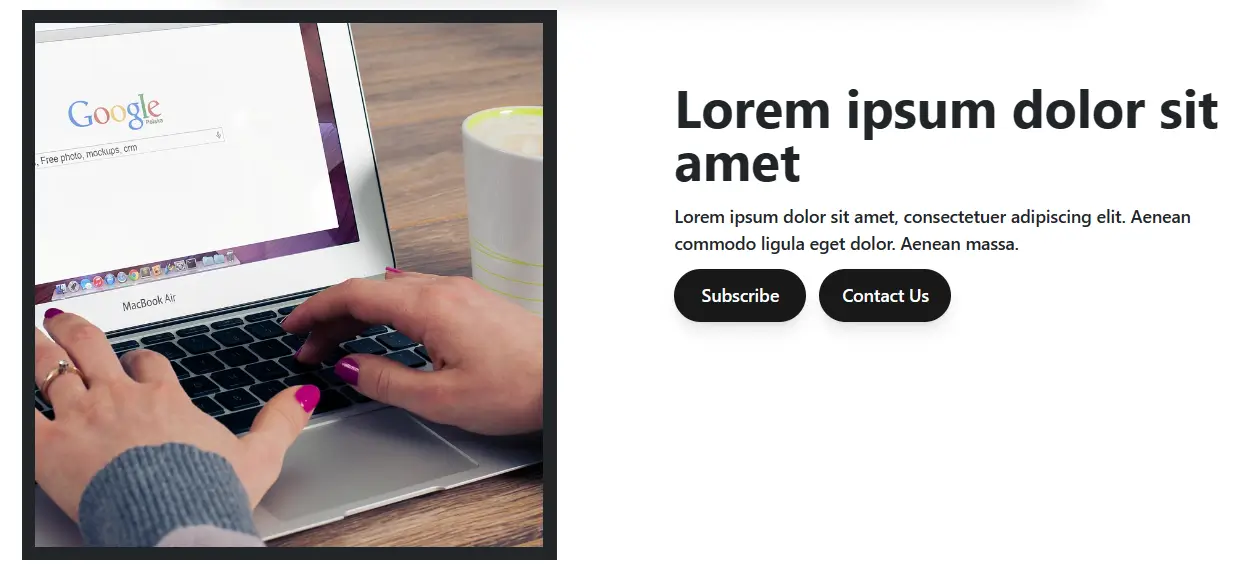 Google
, Free photo, mockups, crm
MacBook Air
Lorem ipsum dolor sit
amet
Lorem ipsum dolor sit amet, consectetuer adipiscing elit. Aenean
commodo ligula eget dolor. Aenean massa.
Subscribe
Contact Us